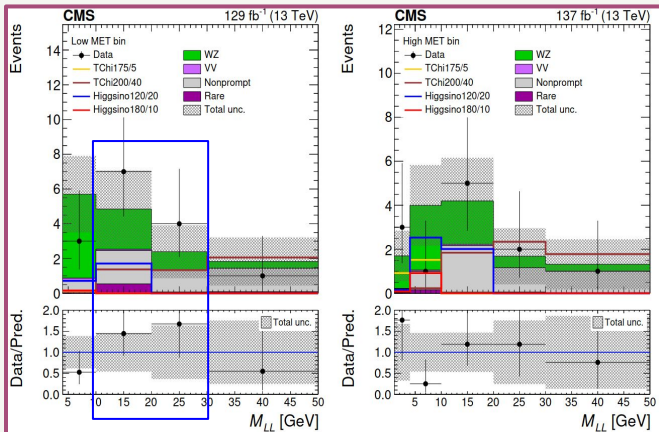 CMS 129 fb⁻¹ (13 TeV)
Events
14
12
10
8
6
4
2
0
Low MET bin
Data
TChi175/5
TChi200/40
Higgsino120/20
Higgsino180/10
WZ
VV
Nonprompt
Rare
Total unc.
Data/Pred.
2.0
1.5
1.0
0.5
0.0
Total unc.
5 10 15 20 25 30 35 40 45 50
M_LL [GeV]
CMS 137 fb⁻¹ (13 TeV)
Events
12
10
8
6
4
2
0
High MET bin
Data
TChi175/5
TChi200/40
Higgsino120/20
Higgsino180/10
WZ
VV
Nonprompt
Rare
Total unc.
Data/Pred.
2.0
1.5
1.0
0.5
0.0
Total unc.
5 10 15 20 25 30 35 40 45 50
M_LL [GeV]